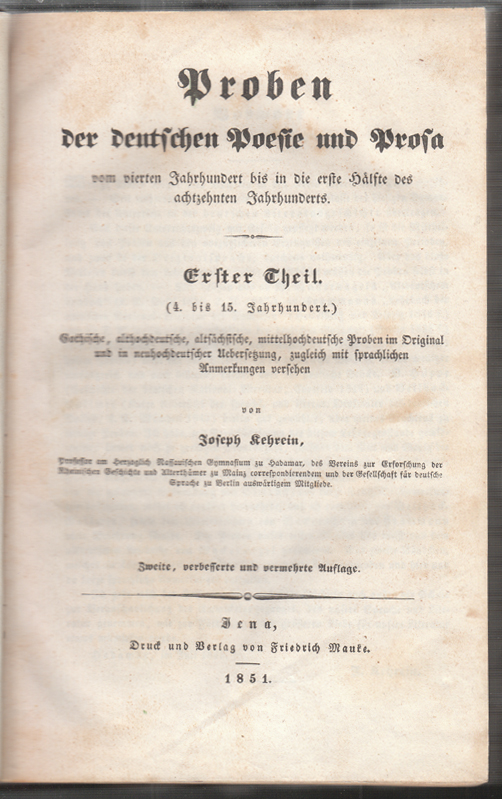 Proben
der deutschen Poesie und Prosa
vom vierten Jahrhundert bis in die erste Hälfte des
achtzehnten Jahrhunderts.
Erster Theil.
(4. bis 15. Jahrhundert.)
Gothische, althochdeutsche, altsächsische, mittelhochdeutsche Proben im Original
und in neuhochdeutscher Uebersetzung, zugleich mit sprachlichen
Anmerkungen versehen
von
Joseph Kehrein,
Professor am Herzoglich Nassauischen Gymnasium zu Hadamar, des Vereins zur Erforschung der
Rheinischer Geschichte und Alterthümer zu Mainz correspondirendem und der Gesellschaft für deutsche
Sprache zu Berlin auswärtigem Mitgliede.
Zweite, verbesserte und vermehrte Auflage.
Jena,
Druck und Verlag von Friedrich Mauke.
1851.